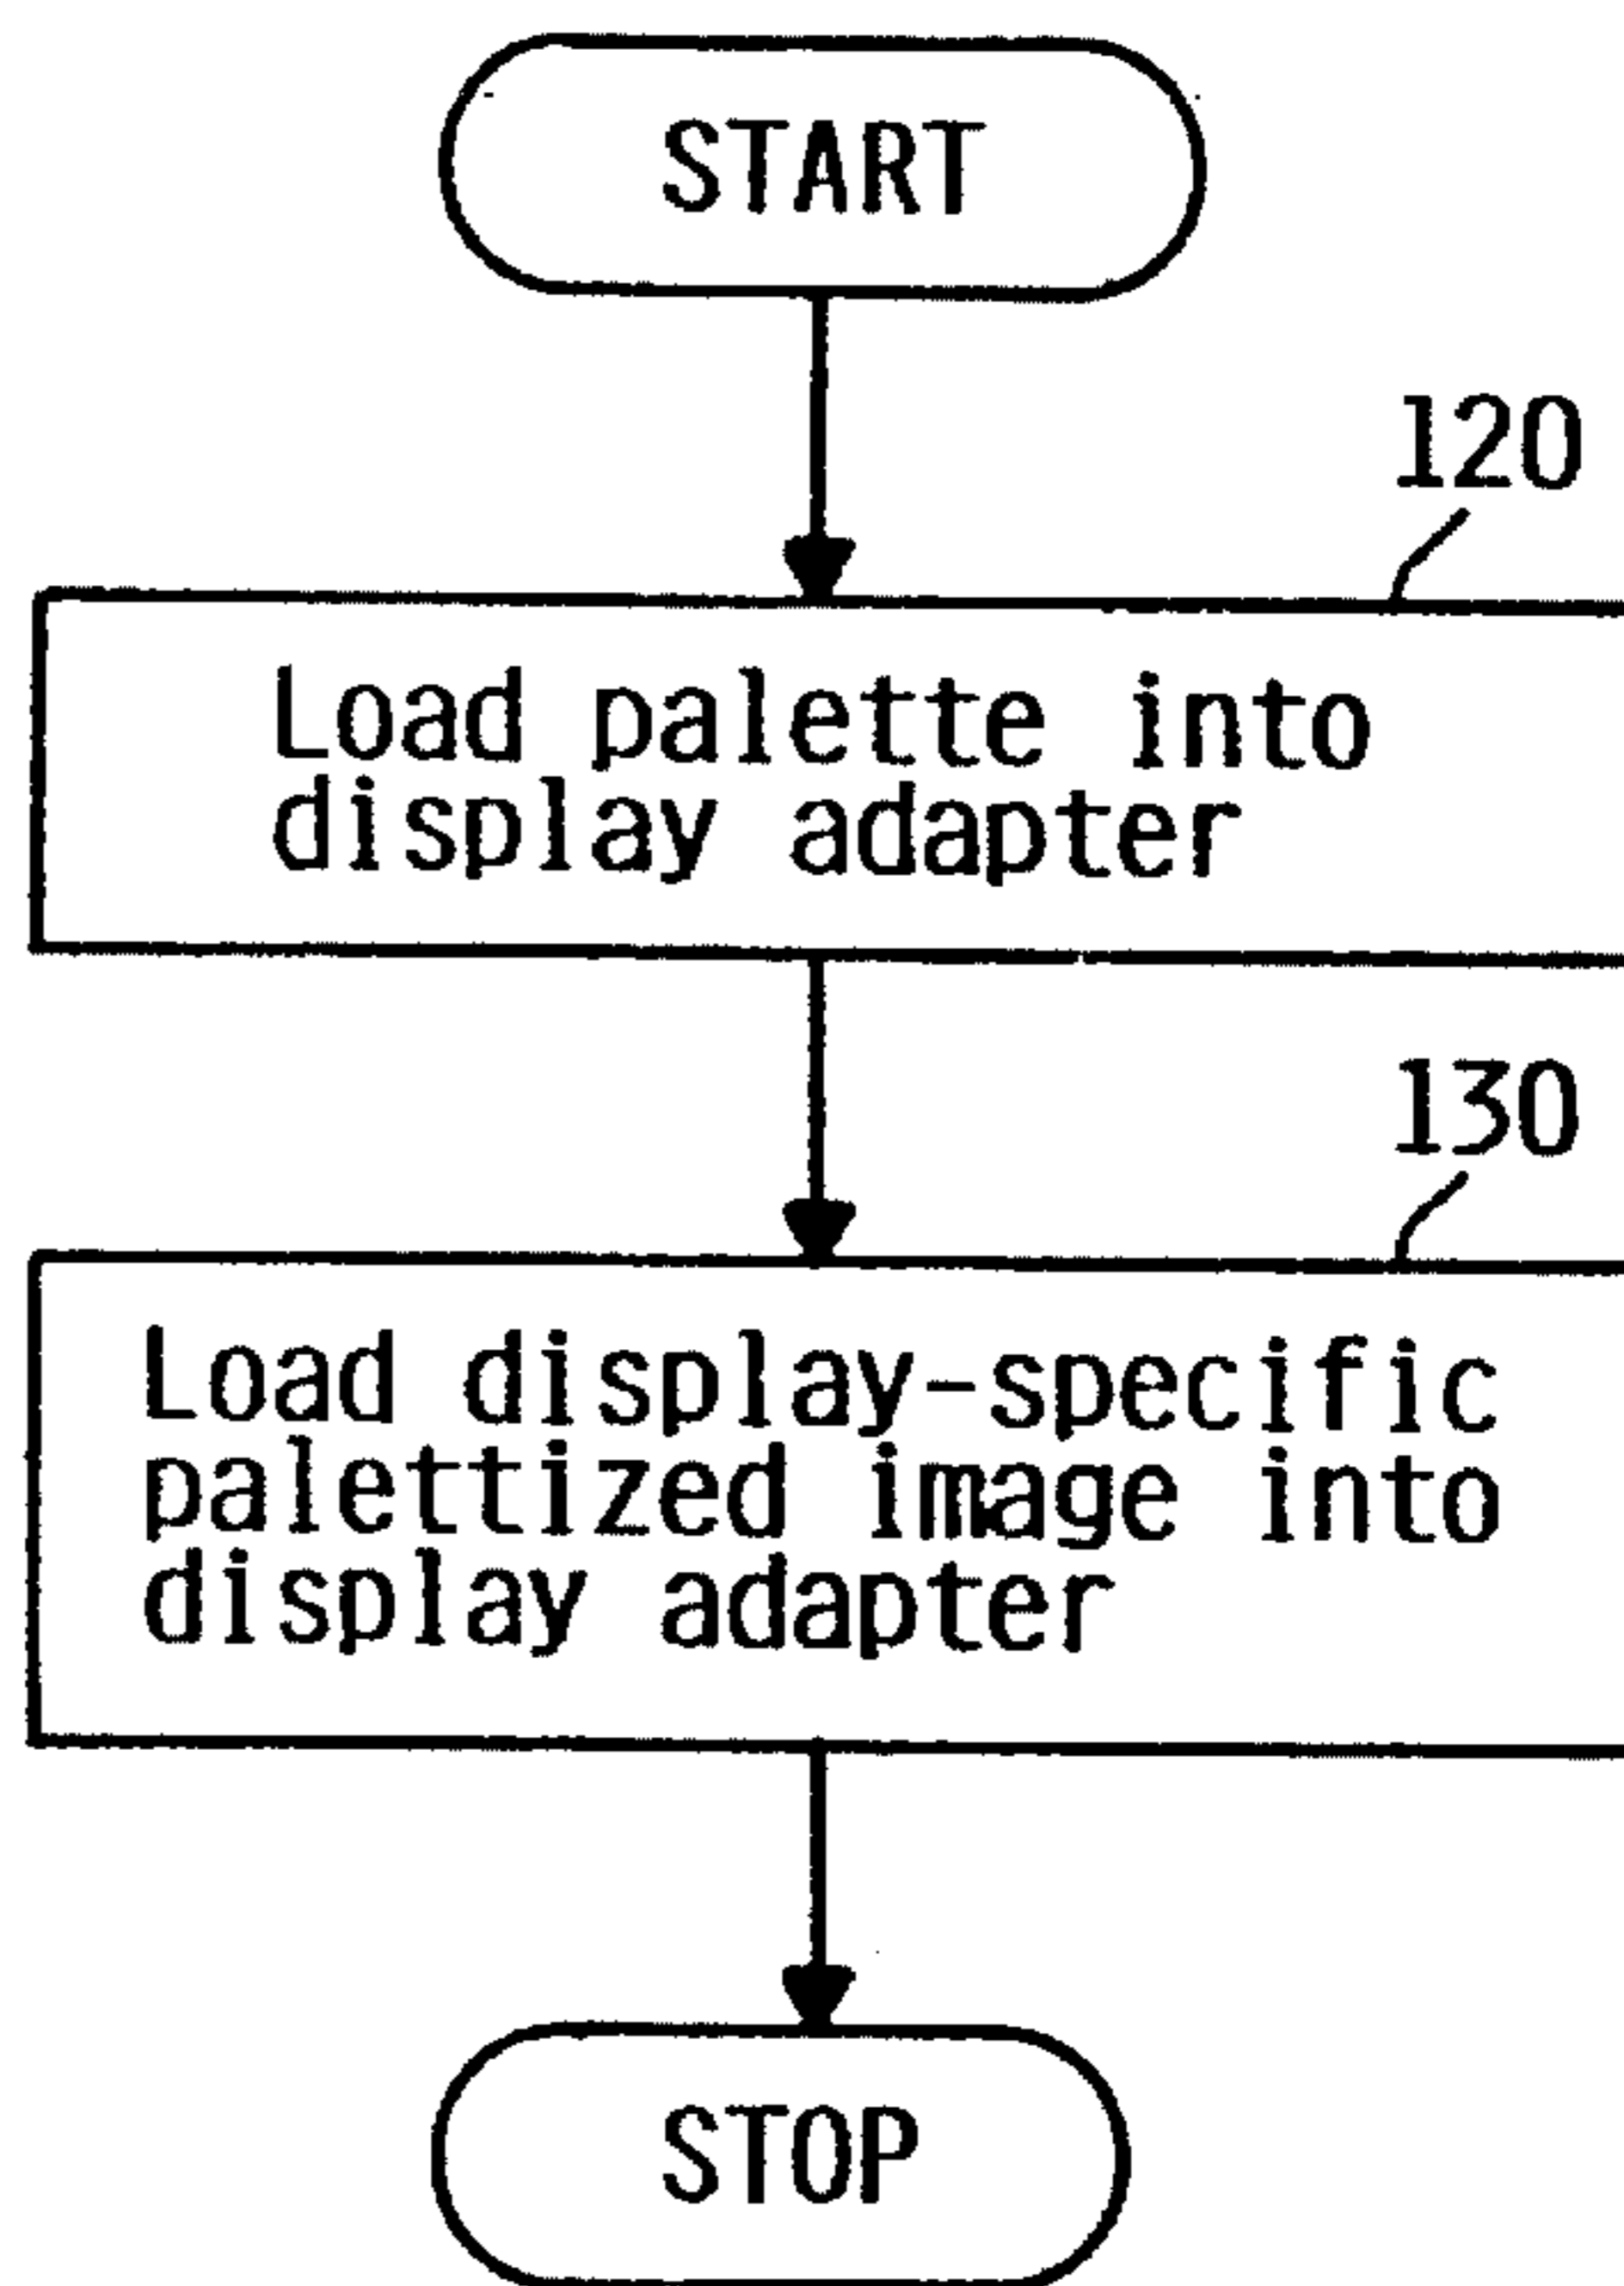 START
120
Load palette into
display adapter
130
Load display-specific
palettized image into
display adapter
STOP